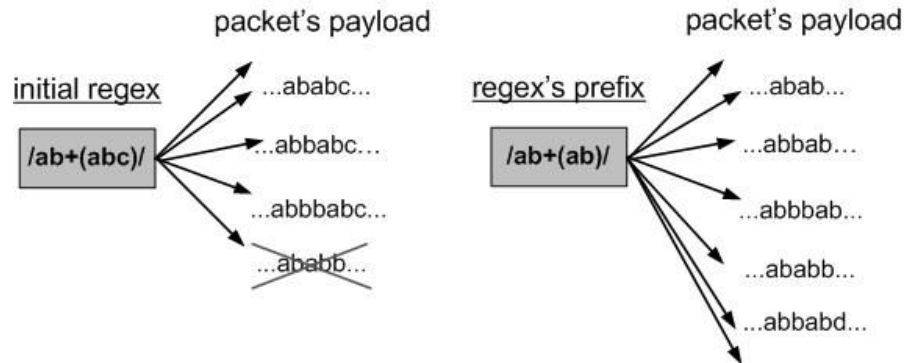 packet's payload
initial regex
/ab+(abc)/
...ababc...
...abbabc...
...abbbabc...
...ababb...
packet's payload
regex's prefix
/ab+(ab)/
...abab...
...abbab...
...abbbab...
...ababb...
...abbabd...